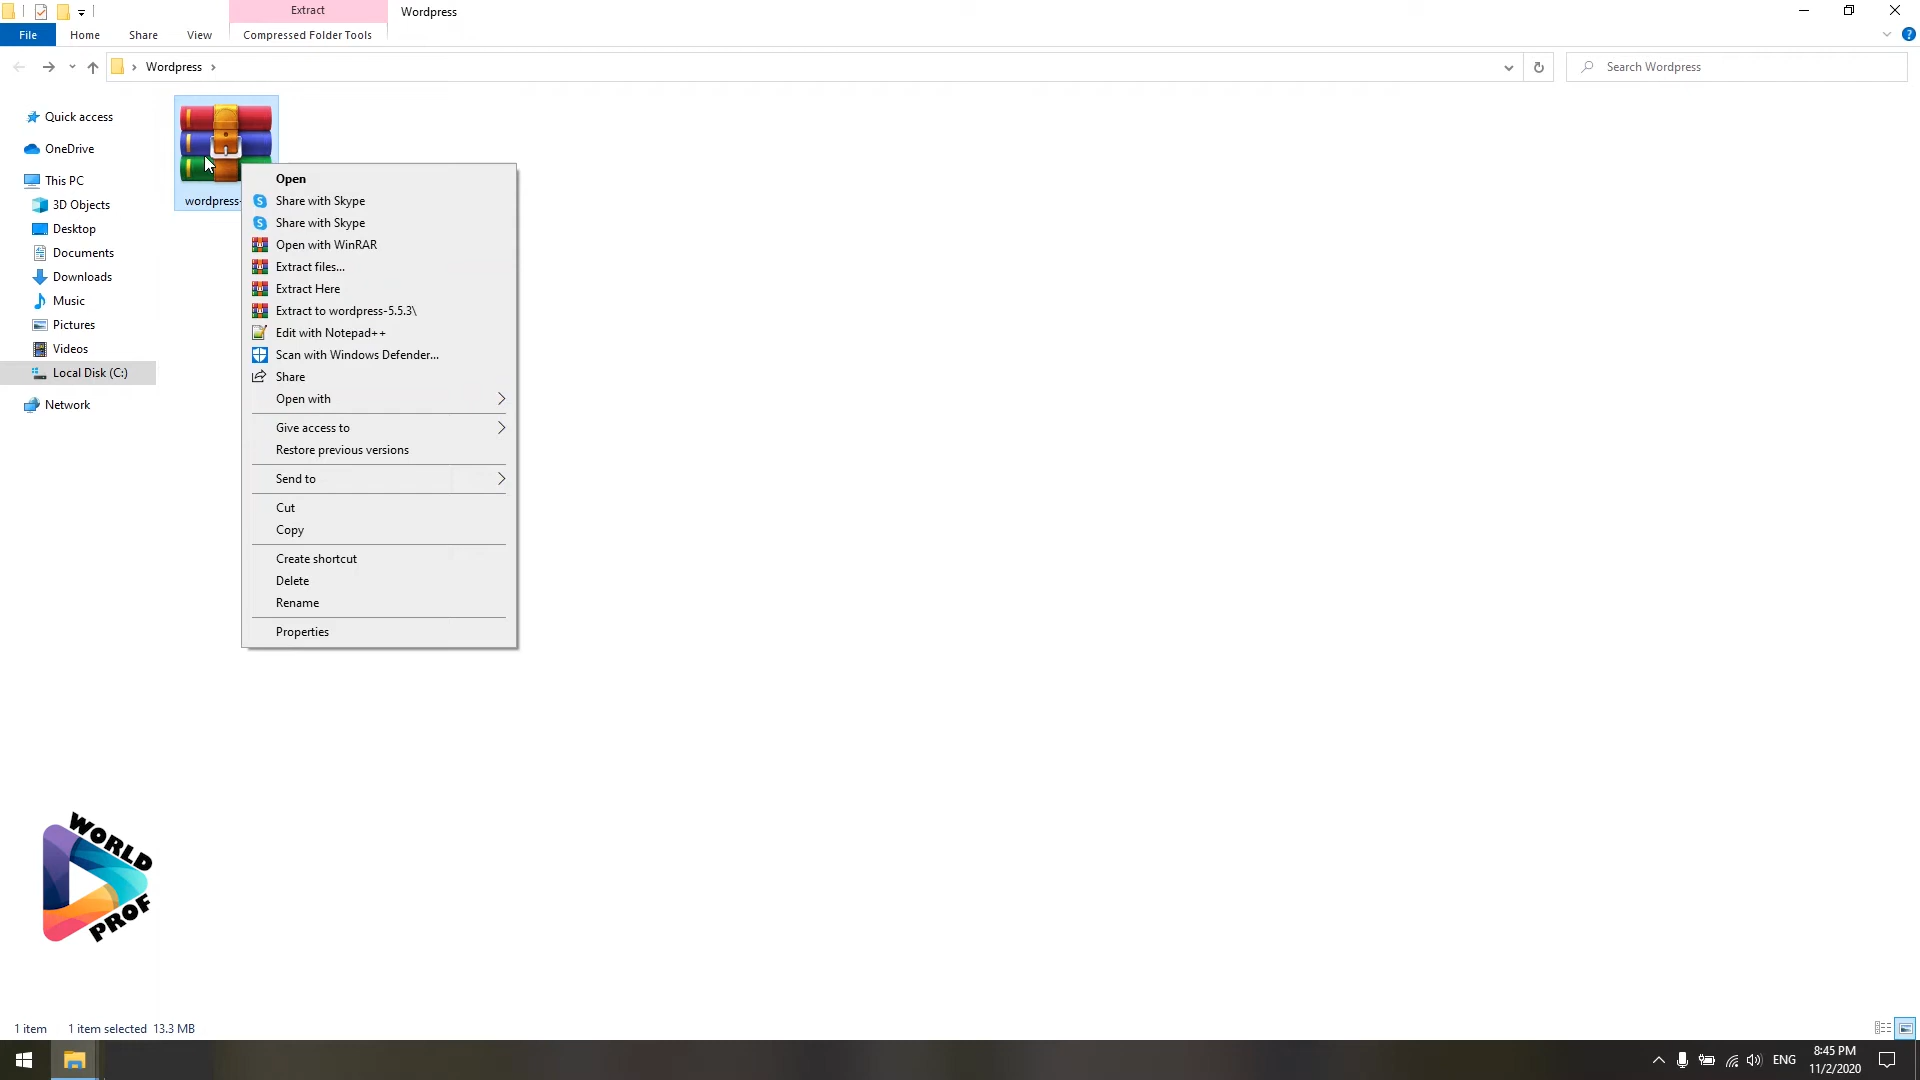 Extract
Wordpress
File
Home
Share
View
Compressed Folder Tools
Wordpress
Search Wordpress
Quick access
OneDrive
This PC
3D Objects
Desktop
Documents
Downloads
Music
Pictures
Videos
Local Disk (C:)
Network
wordpress-
Open
Share with Skype
Share with Skype
Open with WinRAR
Extract files...
Extract Here
Extract to wordpress-5.5.3\
Edit with Notepad++
Scan with Windows Defender...
Share
Open with
Give access to
Restore previous versions
Send to
Cut
Copy
Create shortcut
Delete
Rename
Properties
WORLD
PROF
1 item
1 item selected 13.3 MB
ENG
8:45 PM
11/2/2020